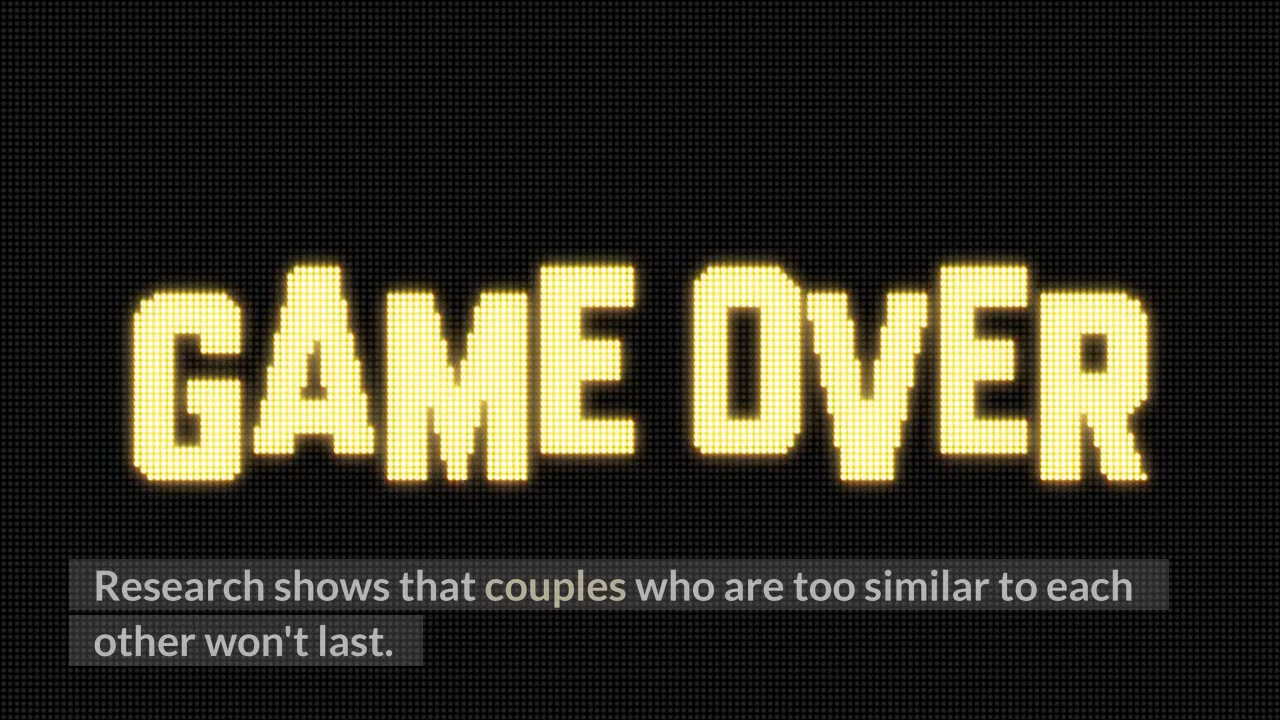 GAME OVER
Research shows that couples who are too similar to each
other won't last.